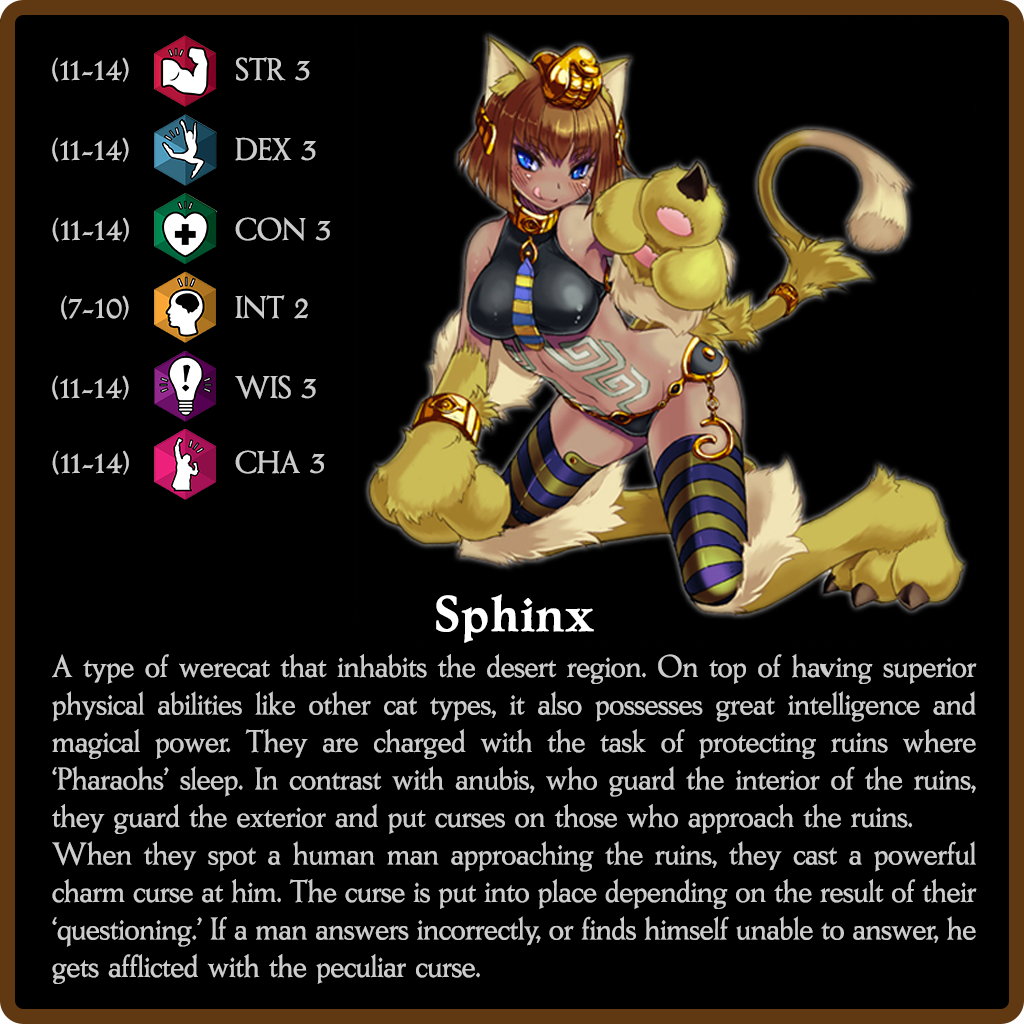 (11-14) STR 3
(11-14) DEX 3
(11-14) CON 3
(7-10) INT 2
(11-14) WIS 3
(11-14) CHA 3
Sphinx
A type of werecat that inhabits the desert region. On top of having superior
physical abilities like other cat types, it also possesses great intelligence and
magical power. They are charged with the task of protecting ruins where
‘Pharaohs’ sleep. In contrast with anubis, who guard the interior of the ruins,
they guard the exterior and put curses on those who approach the ruins.
When they spot a human man approaching the ruins, they cast a powerful
charm curse at him. The curse is put into place depending on the result of their
‘questioning.’ If a man answers incorrectly, or finds himself unable to answer, he
gets afflicted with the peculiar curse.